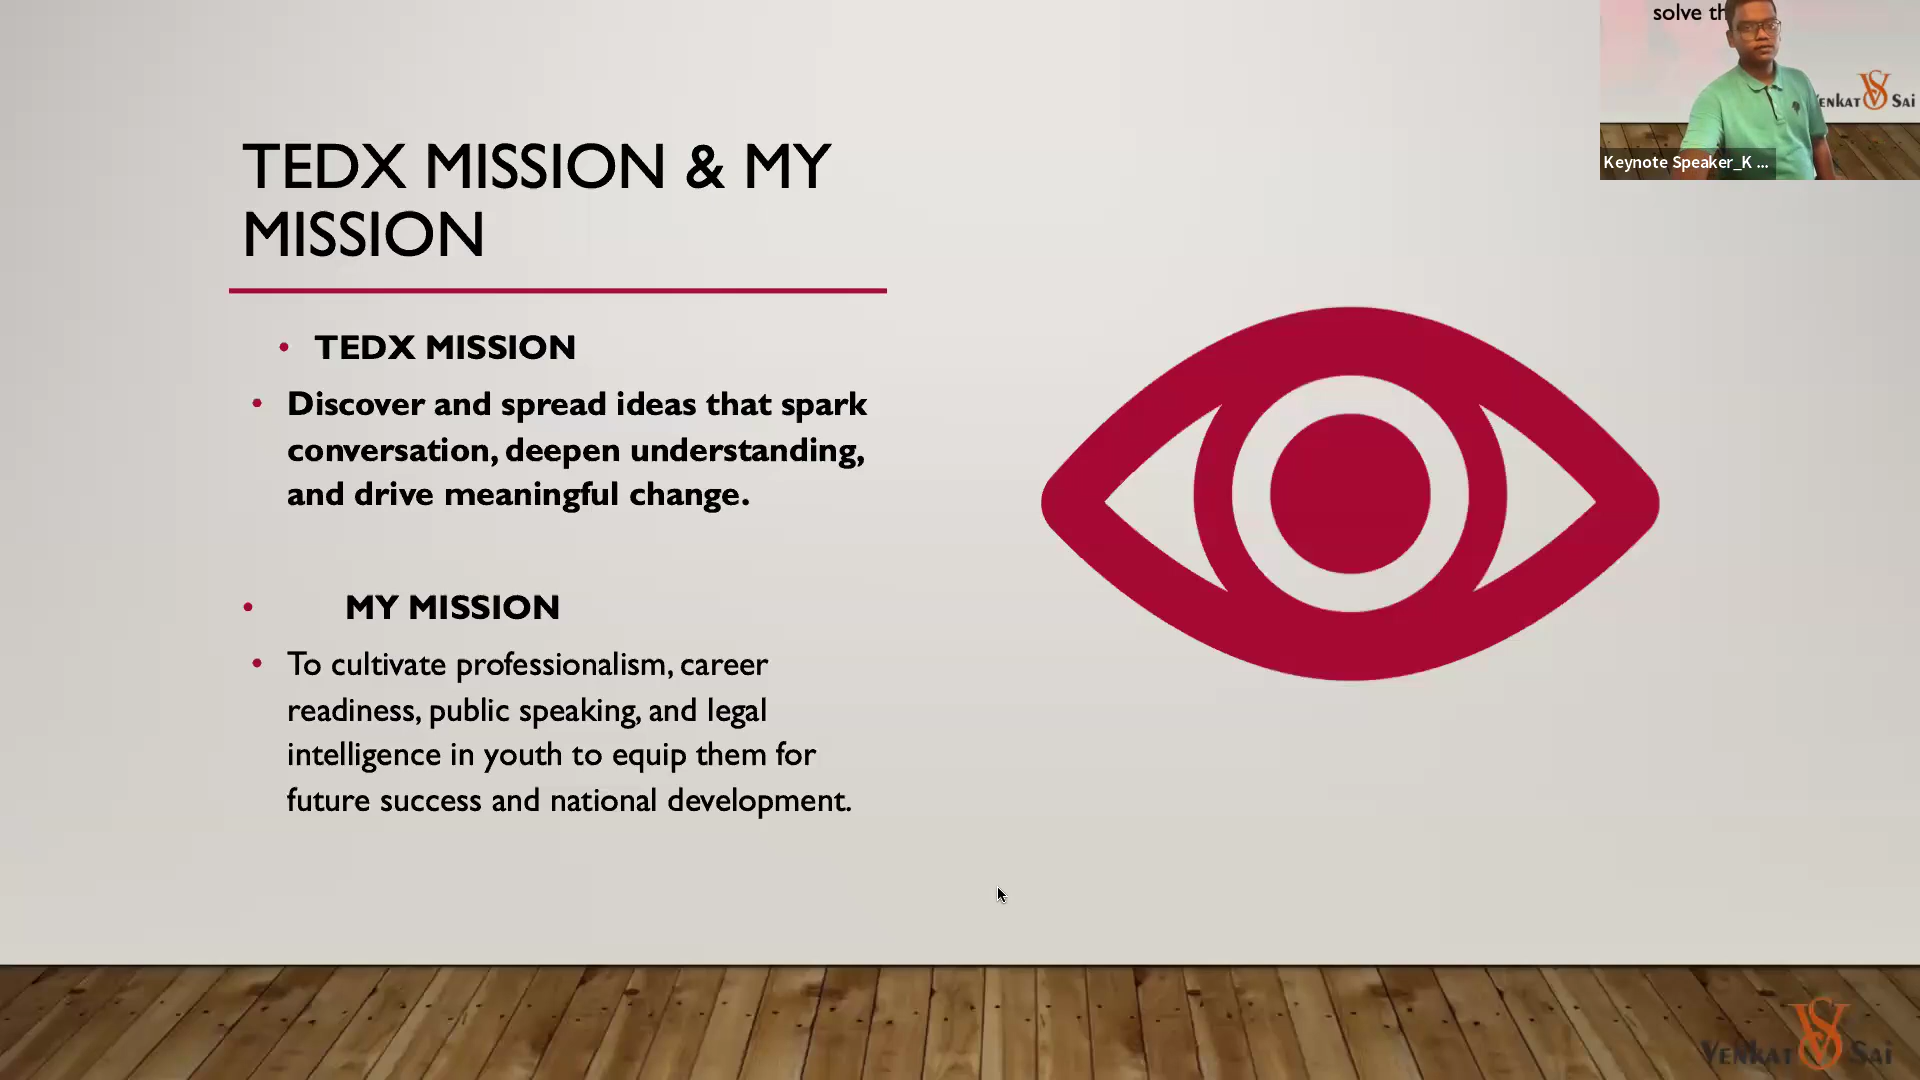 solve th
VENKAT VS SAI
Keynote Speaker_K ...
TEDX MISSION & MY
MISSION
• TEDX MISSION
• Discover and spread ideas that spark
conversation, deepen understanding,
and drive meaningful change.
• MY MISSION
• To cultivate professionalism, career
readiness, public speaking, and legal
intelligence in youth to equip them for
future success and national development.
VENKAT VS SAI